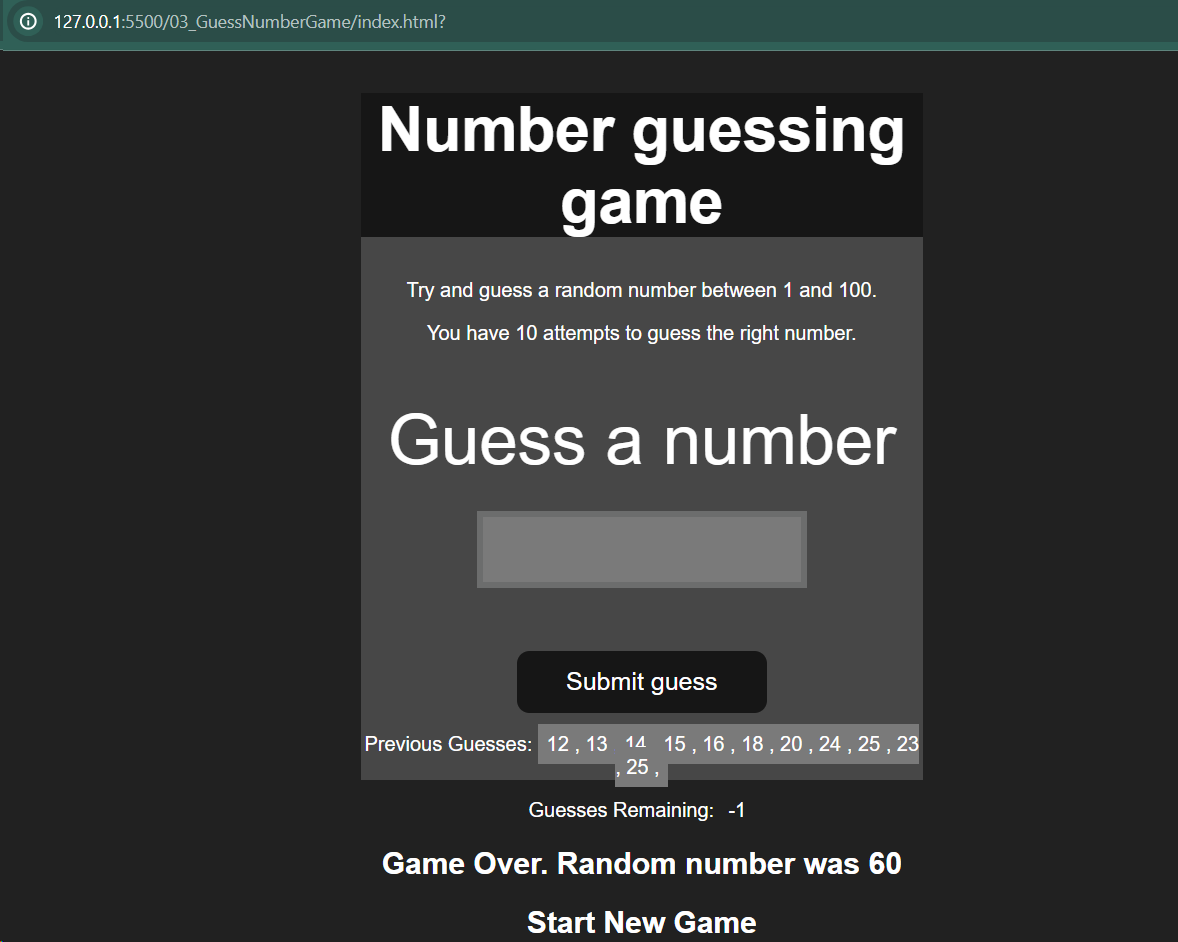 127.0.0.1:5500/03_GuessNumberGame/index.html?
Number guessing
game
Try and guess a random number between 1 and 100.
You have 10 attempts to guess the right number.
Guess a number
Submit guess
Previous Guesses: 12 , 13 14 15 , 16 , 18 , 20 , 24 , 25 , 23
, 25 ,
Guesses Remaining: -1
Game Over. Random number was 60
Start New Game